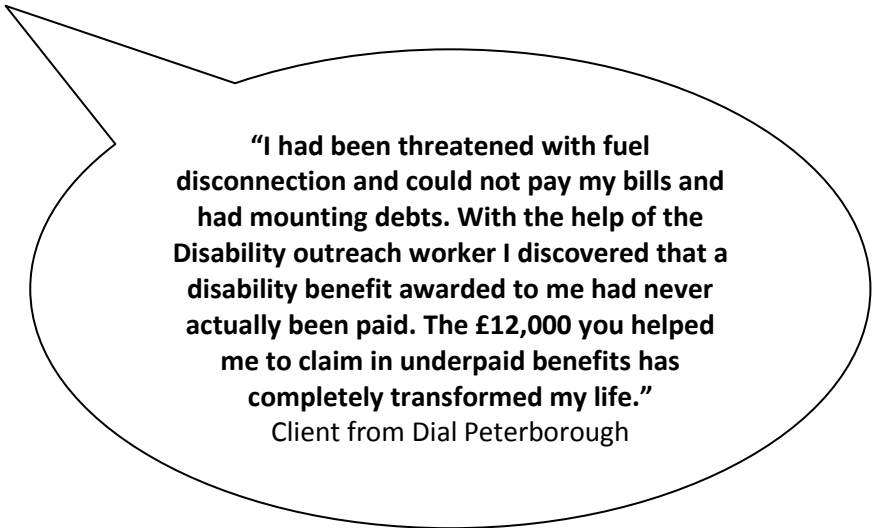 “I had been threatened with fuel
disconnection and could not pay my bills and
had mounting debts. With the help of the
Disability outreach worker I discovered that a
disability benefit awarded to me had never
actually been paid. The £12,000 you helped
me to claim in underpaid benefits has
completely transformed my life.”
Client from Dial Peterborough